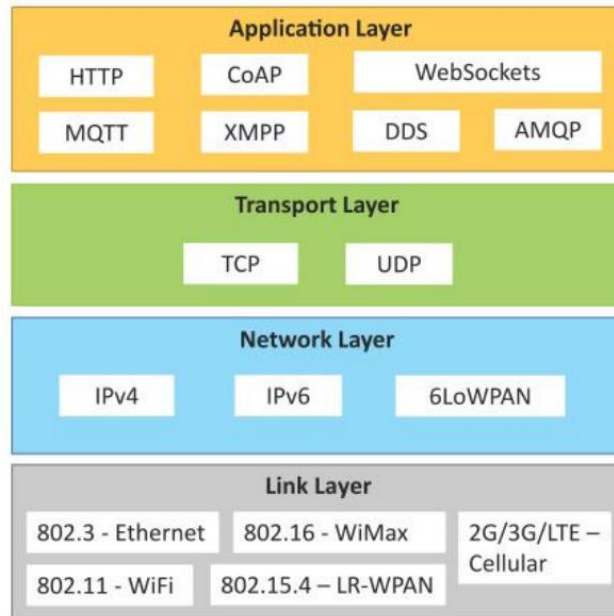 Application Layer
HTTP
CoAP
WebSockets
MQTT
XMPP
DDS
AMQP
Transport Layer
TCP
UDP
Network Layer
IPv4
IPv6
6LoWPAN
Link Layer
802.3 - Ethernet
802.16 - WiMax
2G/3G/LTE –
Cellular
802.11 - WiFi
802.15.4 – LR-WPAN